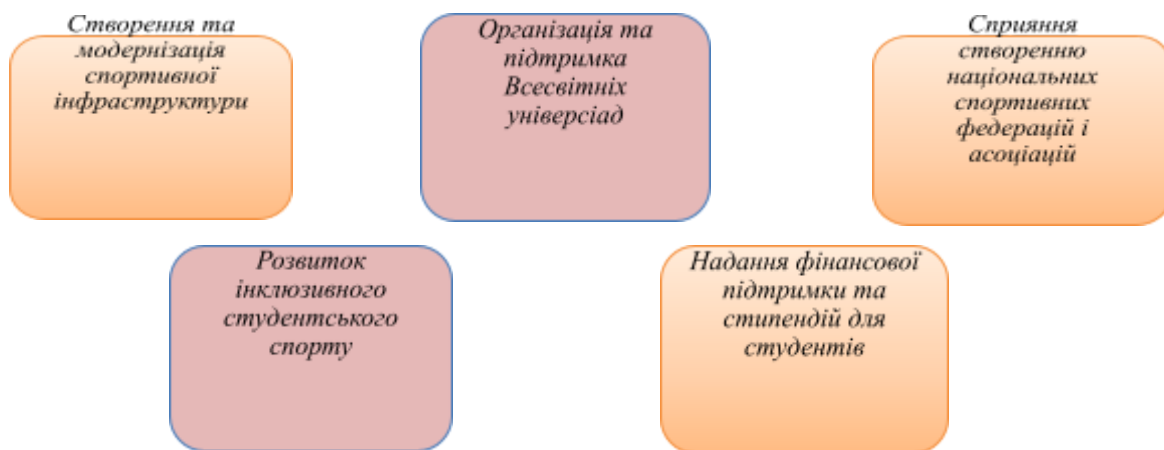 Створення та
модернізація
спортивної
інфраструктури
Організація та
підтримка
Всесвітніх
універсіад
Сприяння
створенню
національних
спортивних
федерацій і
асоціацій
Розвиток
інклюзивного
студентського
спорту
Надання фінансової
підтримки та
стипендій для
студентів